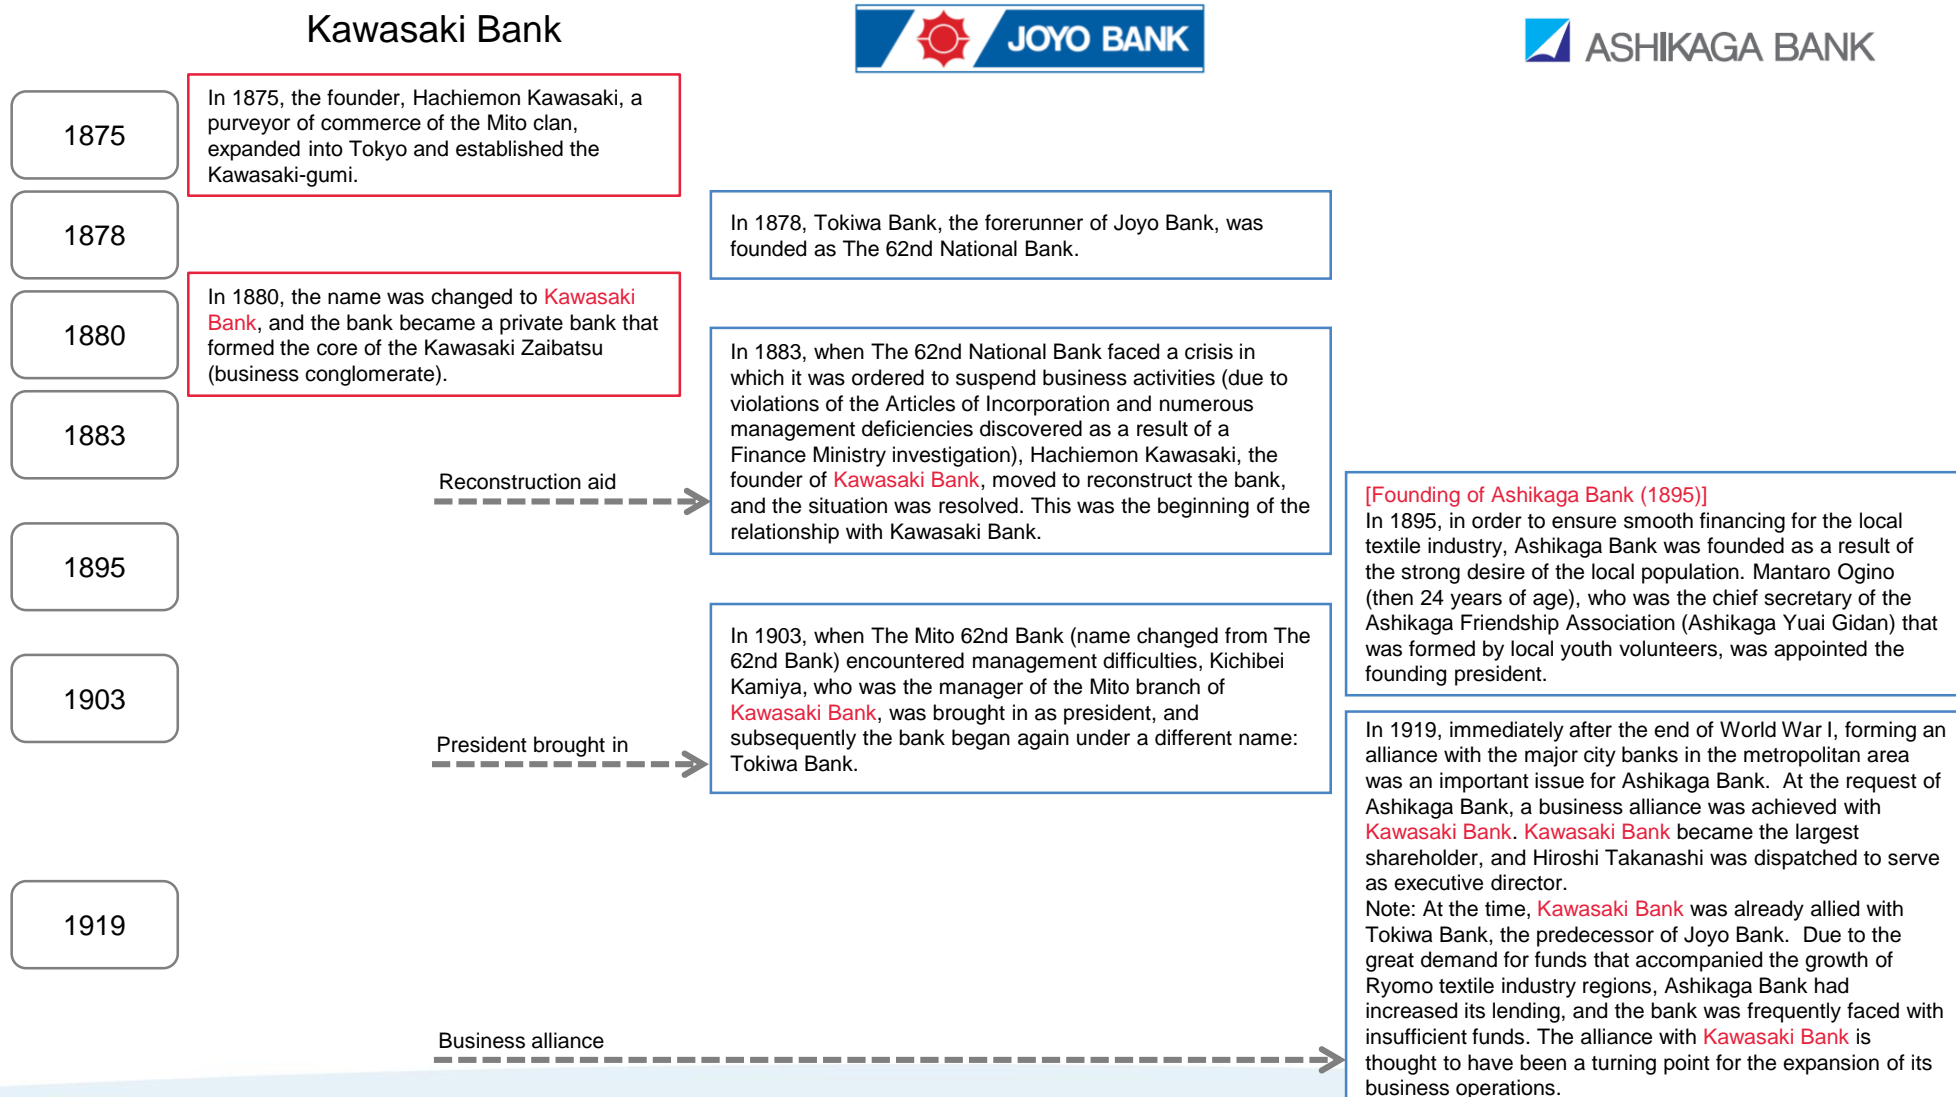 Kawasaki Bank
JOYO BANK
ASHIKAGA BANK
1875
In 1875, the founder, Hachiemon Kawasaki, a
purveyor of commerce of the Mito clan,
expanded into Tokyo and established the
Kawasaki-gumi.
1878
In 1878, Tokiwa Bank, the forerunner of Joyo Bank, was
founded as The 62nd National Bank.
1880
In 1880, the name was changed to Kawasaki
Bank, and the bank became a private bank that
formed the core of the Kawasaki Zaibatsu
(business conglomerate).
1883
Reconstruction aid
In 1883, when The 62nd National Bank faced a crisis in
which it was ordered to suspend business activities (due to
violations of the Articles of Incorporation and numerous
management deficiencies discovered as a result of a
Finance Ministry investigation), Hachiemon Kawasaki, the
founder of Kawasaki Bank, moved to reconstruct the bank,
and the situation was resolved. This was the beginning of the
relationship with Kawasaki Bank.
1895
[Founding of Ashikaga Bank (1895)]
In 1895, in order to ensure smooth financing for the local
textile industry, Ashikaga Bank was founded as a result of
the strong desire of the local population. Mantaro Ogino
(then 24 years of age), who was the chief secretary of the
Ashikaga Friendship Association (Ashikaga Yuai Gidan) that
was formed by local youth volunteers, was appointed the
founding president.
1903
President brought in
In 1903, when The Mito 62nd Bank (name changed from The
62nd Bank) encountered management difficulties, Kichibei
Kamiya, who was the manager of the Mito branch of
Kawasaki Bank, was brought in as president, and
subsequently the bank began again under a different name:
Tokiwa Bank.
1919
Business alliance
In 1919, immediately after the end of World War I, forming an
alliance with the major city banks in the metropolitan area
was an important issue for Ashikaga Bank.  At the request of
Ashikaga Bank, a business alliance was achieved with
Kawasaki Bank. Kawasaki Bank became the largest
shareholder, and Hiroshi Takanashi was dispatched to serve
as executive director.
Note: At the time, Kawasaki Bank was already allied with
Tokiwa Bank, the predecessor of Joyo Bank.  Due to the
great demand for funds that accompanied the growth of
Ryomo textile industry regions, Ashikaga Bank had
increased its lending, and the bank was frequently faced with
insufficient funds. The alliance with Kawasaki Bank is
thought to have been a turning point for the expansion of its
business operations.